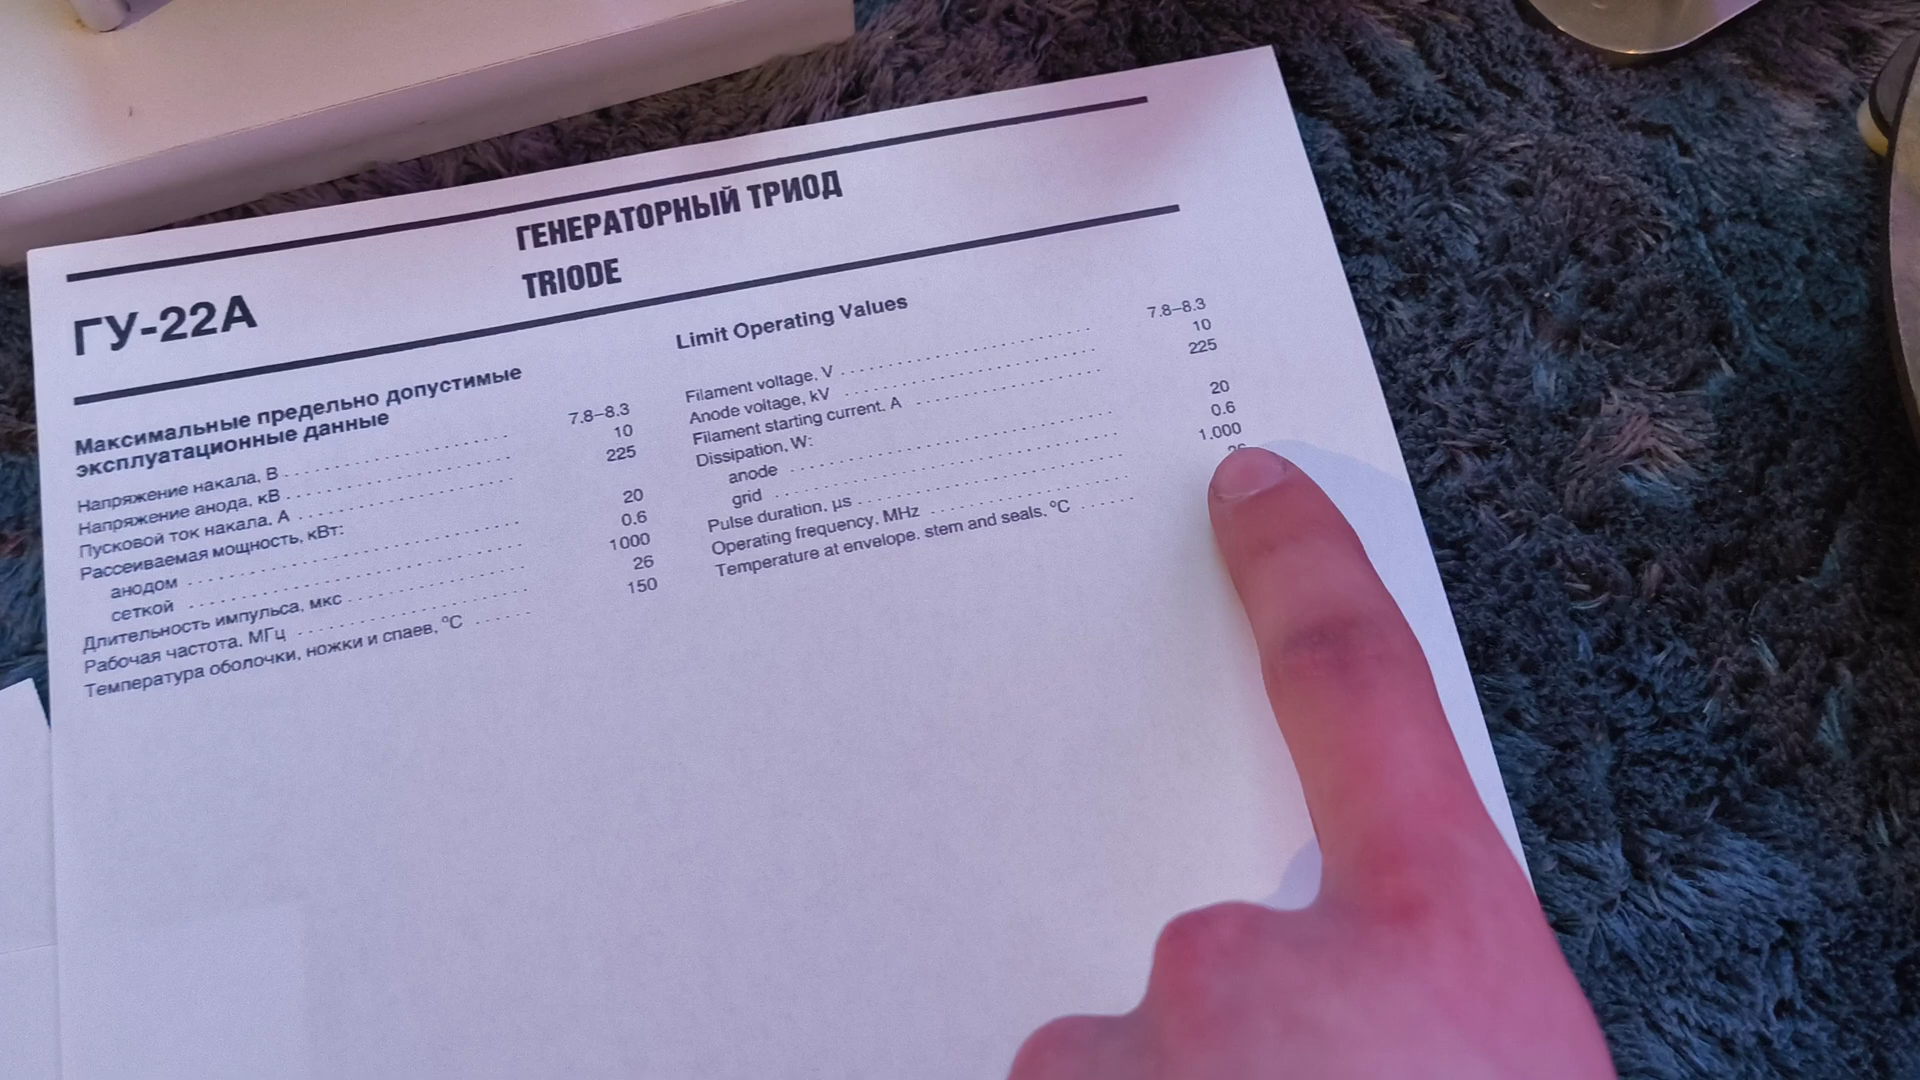 ГЕНЕРАТОРНЫЙ ТРИОД
TRIODE
ГУ-22А
Максимальные предельно допустимые
эксплуатационные данные
Напряжение накала, В . . . . . . . . . . . . . . . . . . . . . . . . . . . 7.8–8.3
Напряжение анода, кВ . . . . . . . . . . . . . . . . . . . . . . . . . . . 10
Пусковой ток накала, А . . . . . . . . . . . . . . . . . . . . . . . . . . . 225
Рассеиваемая мощность, кВт:
анодом . . . . . . . . . . . . . . . . . . . . . . . . . . . 20
сеткой . . . . . . . . . . . . . . . . . . . . . . . . . . . 0.6
Длительность импульса, мкс . . . . . . . . . . . . . . . . . . . . . 1000
Рабочая частота, МГц . . . . . . . . . . . . . . . . . . . . . . . . . . . 26
Температура оболочки, ножки и спаев, °С . . . . . . 150
Limit Operating Values
Filament voltage, V . . . . . . . . . . . . . . . . . . . . . . . . . . . 7.8–8.3
Anode voltage, kV . . . . . . . . . . . . . . . . . . . . . . . . . . . 10
Filament starting current. A . . . . . . . . . . . . . . . . . . . . . 225
Dissipation, W:
anode . . . . . . . . . . . . . . . . . . . . . . . . . . . 20
grid . . . . . . . . . . . . . . . . . . . . . . . . . . . 0.6
Pulse duration, µs . . . . . . . . . . . . . . . . . . . . . . . . . . . 1.000
Operating frequency, MHz . . . . . . . . . . . . . . . . . . . . .
Temperature at envelope. stem and seals. °C . . . . . .